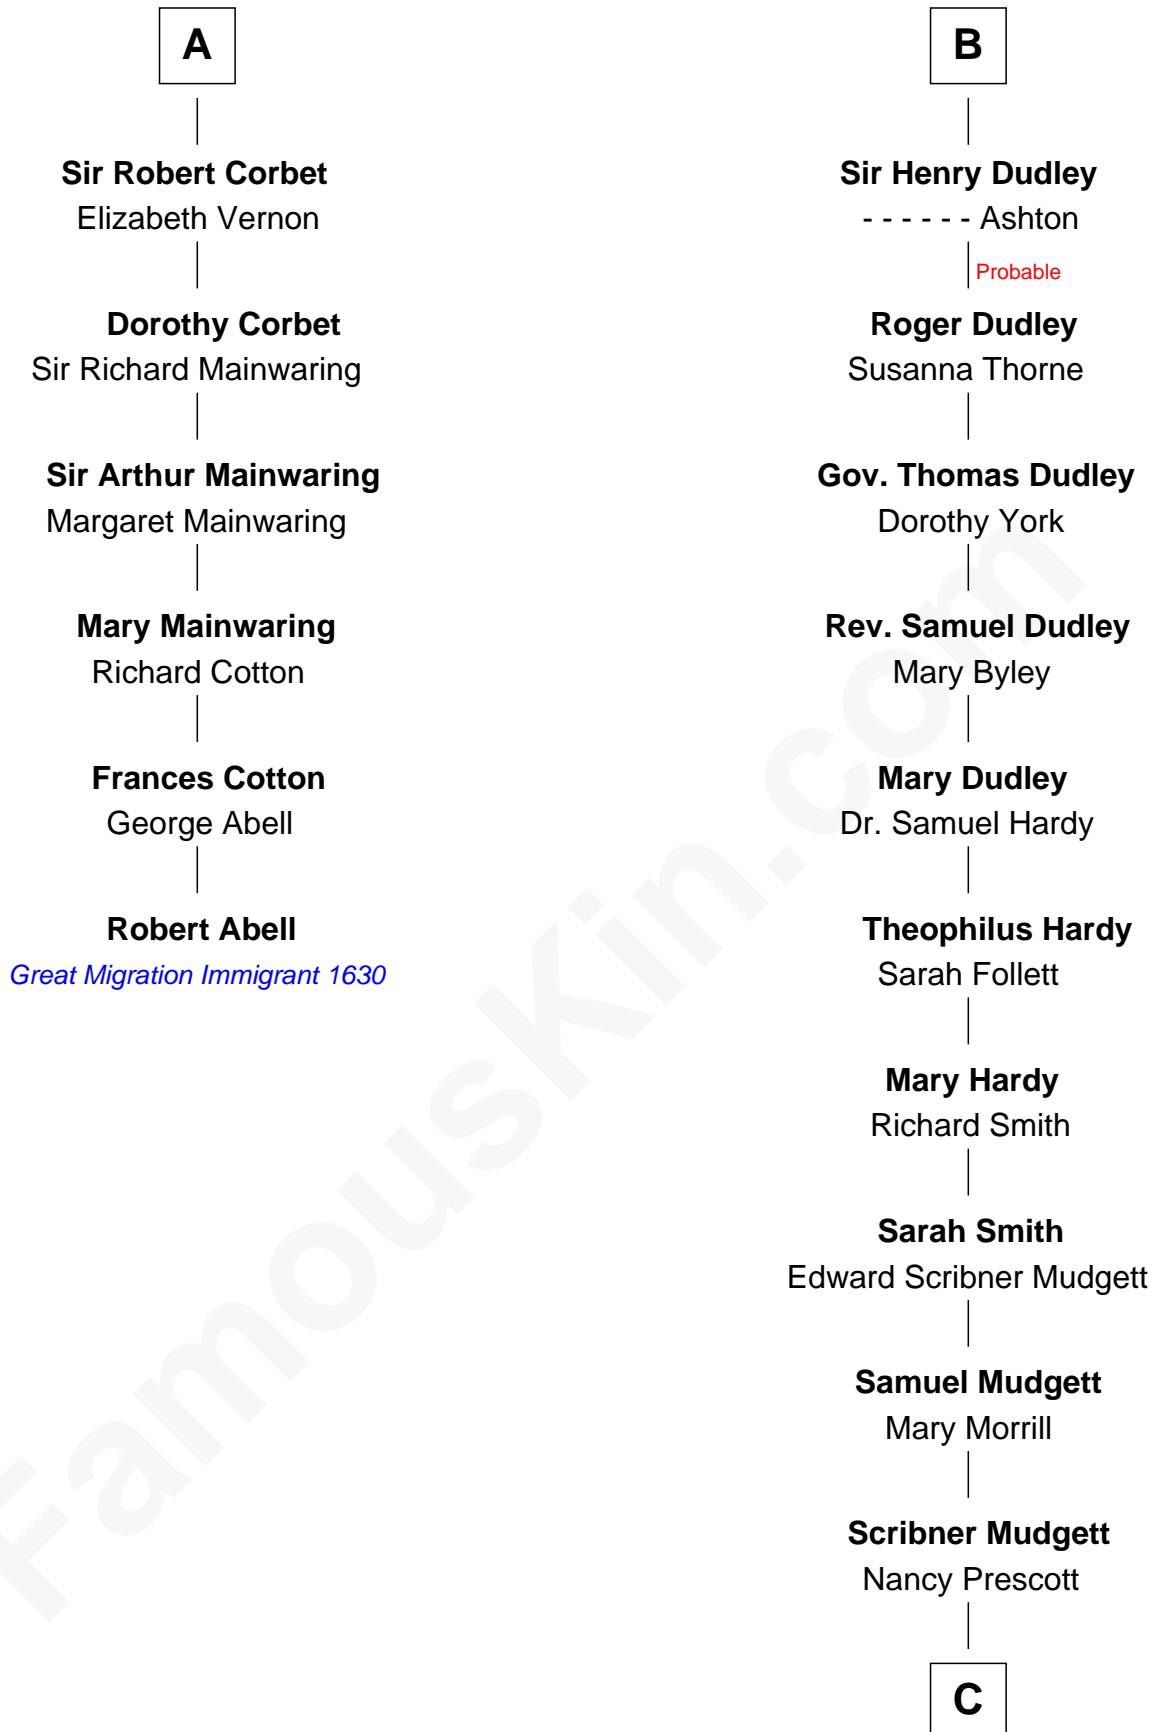 A
Sir Robert Corbet
Elizabeth Vernon
Dorothy Corbet
Sir Richard Mainwaring
Sir Arthur Mainwaring
Margaret Mainwaring
Mary Mainwaring
Richard Cotton
Frances Cotton
George Abell
Robert Abell
Great Migration Immigrant 1630
B
Sir Henry Dudley
- - - - - - Ashton
Probable
Roger Dudley
Susanna Thorne
Gov. Thomas Dudley
Dorothy York
Rev. Samuel Dudley
Mary Byley
Mary Dudley
Dr. Samuel Hardy
Theophilus Hardy
Sarah Follett
Mary Hardy
Richard Smith
Sarah Smith
Edward Scribner Mudgett
Samuel Mudgett
Mary Morrill
Scribner Mudgett
Nancy Prescott
C
FamousKin.com